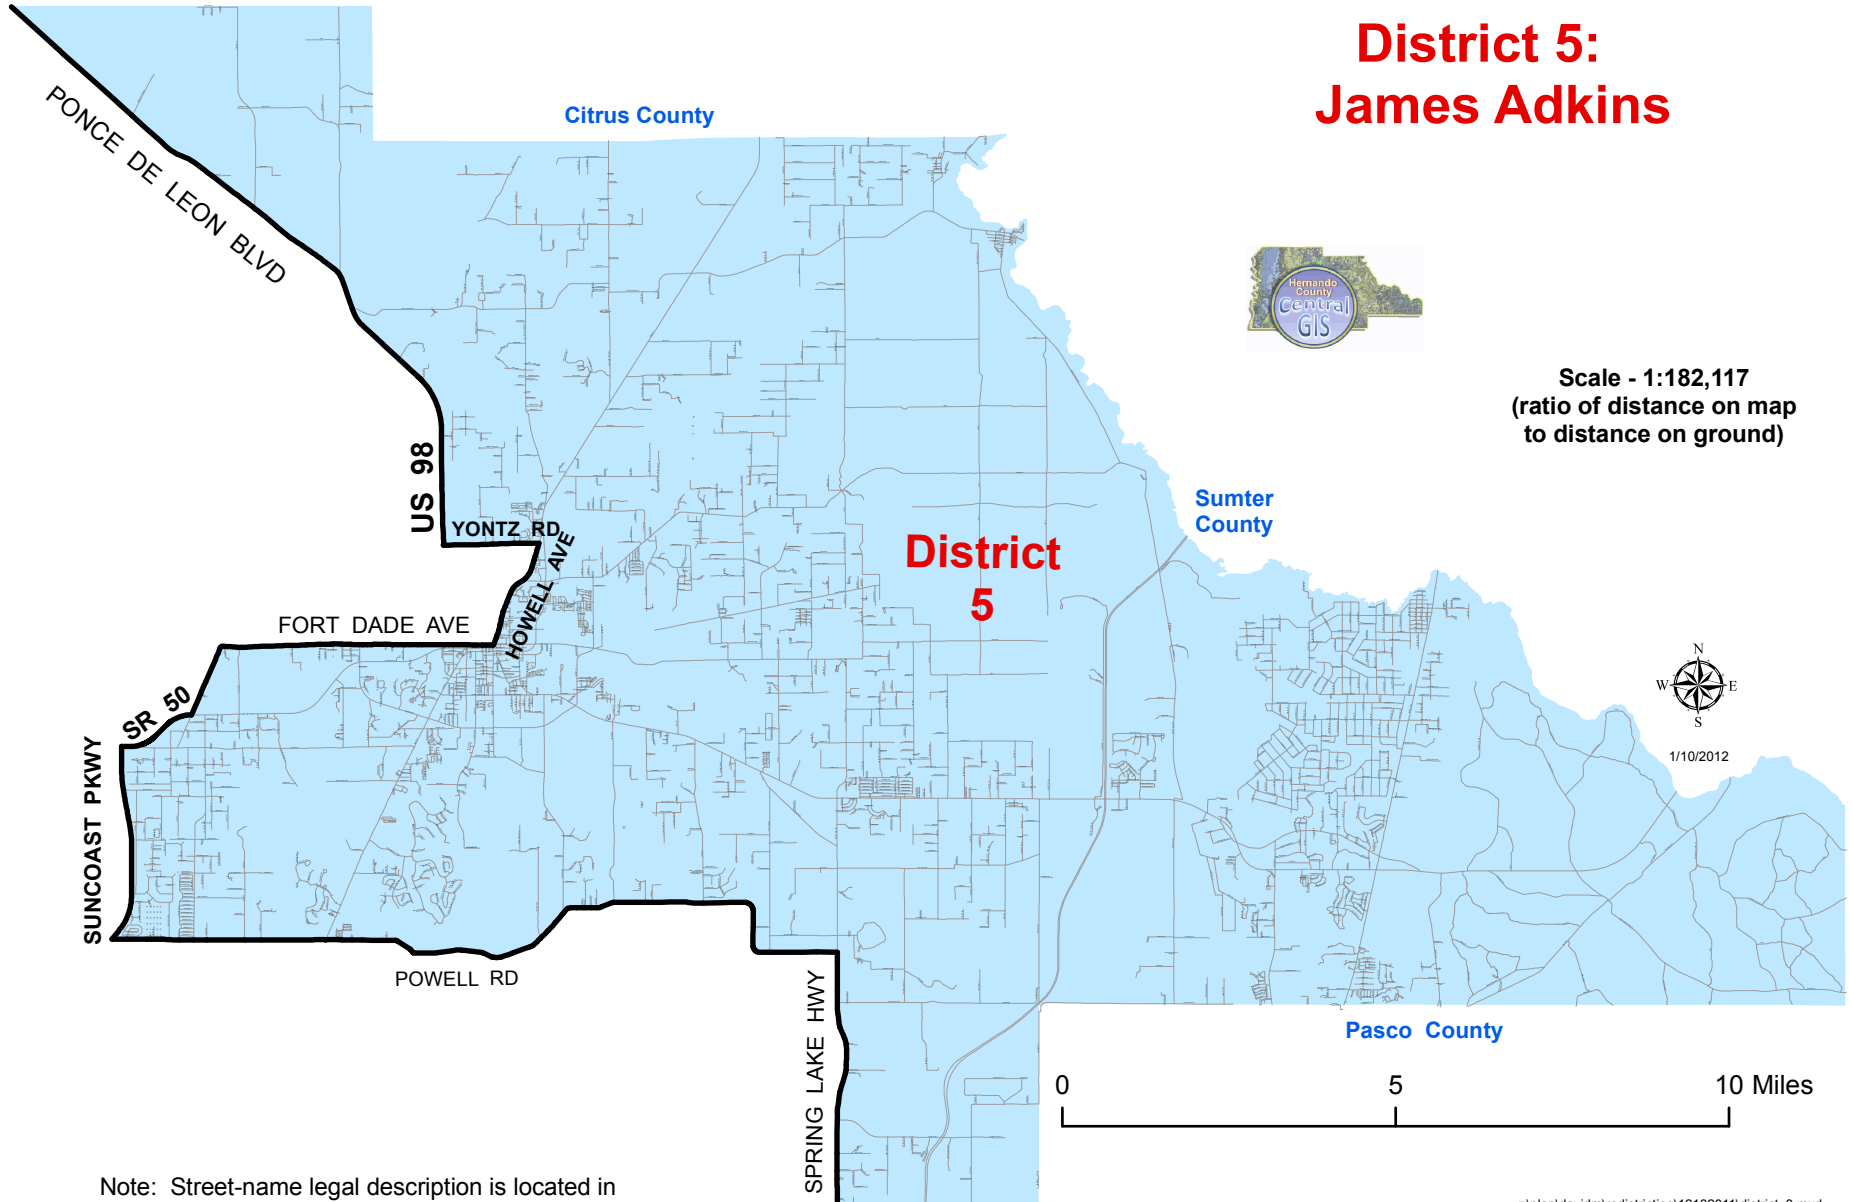 District 5:
James Adkins
Citrus County
PONCE DE LEON BLVD
Hernando
County
Central
GIS
Scale - 1:182,117
(ratio of distance on map
to distance on ground)
US 98
Sumter
County
YONTZ RD
HOWELL AVE
District
5
FORT DADE AVE
N
W
E
S
SR 50
1/10/2012
SUNCOAST PKWY
POWELL RD
SPRING LAKE HWY
Pasco County
0 5 10 Miles
Note: Street-name legal description is located in